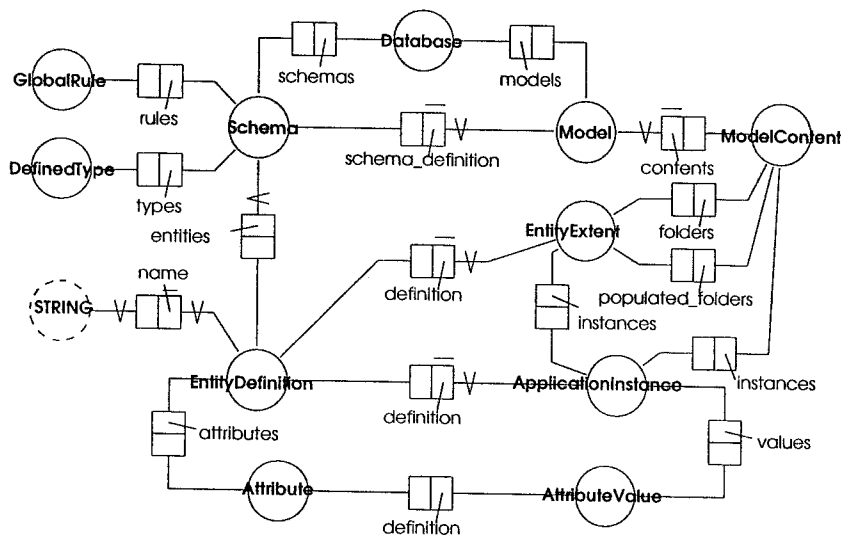 Database
schemas
models
GlobalRule
rules
Schema
Model
ModelContent
schema_definition
contents
DefinedType
types
entities
EntityExtent
folders
name
definition
populated_folders
STRING
instances
EntityDefinition
ApplicationInstance
instances
definition
attributes
values
Attribute
AttributeValue
definition